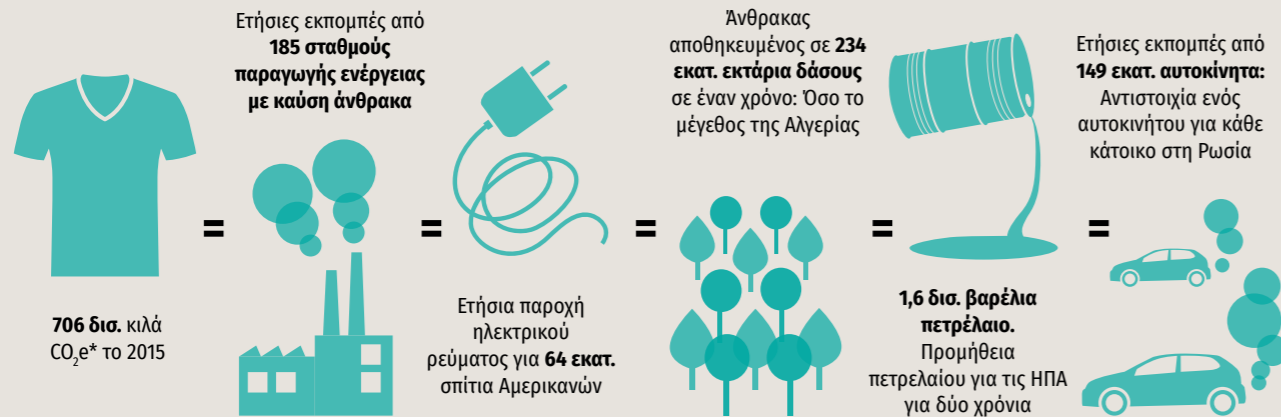 706 δισ. κιλά
CO₂e* το 2015
=
Ετήσιες εκπομπές από
185 σταθμούς
παραγωγής ενέργειας
με καύση άνθρακα
=
Ετήσια παροχή
ηλεκτρικού
ρεύματος για 64 εκατ.
σπίτια Αμερικανών
=
Άνθρακας
αποθηκευμένος σε 234
εκατ. εκτάρια δάσους
σε έναν χρόνο: Όσο το
μέγεθος της Αλγερίας
=
1,6 δισ. βαρέλια
πετρέλαιο.
Προμήθεια
πετρελαίου για τις ΗΠΑ
για δύο χρόνια
=
Ετήσιες εκπομπές από
149 εκατ. αυτοκίνητα:
Αντιστοιχία ενός
αυτοκινήτου για κάθε
κάτοικο στη Ρωσία